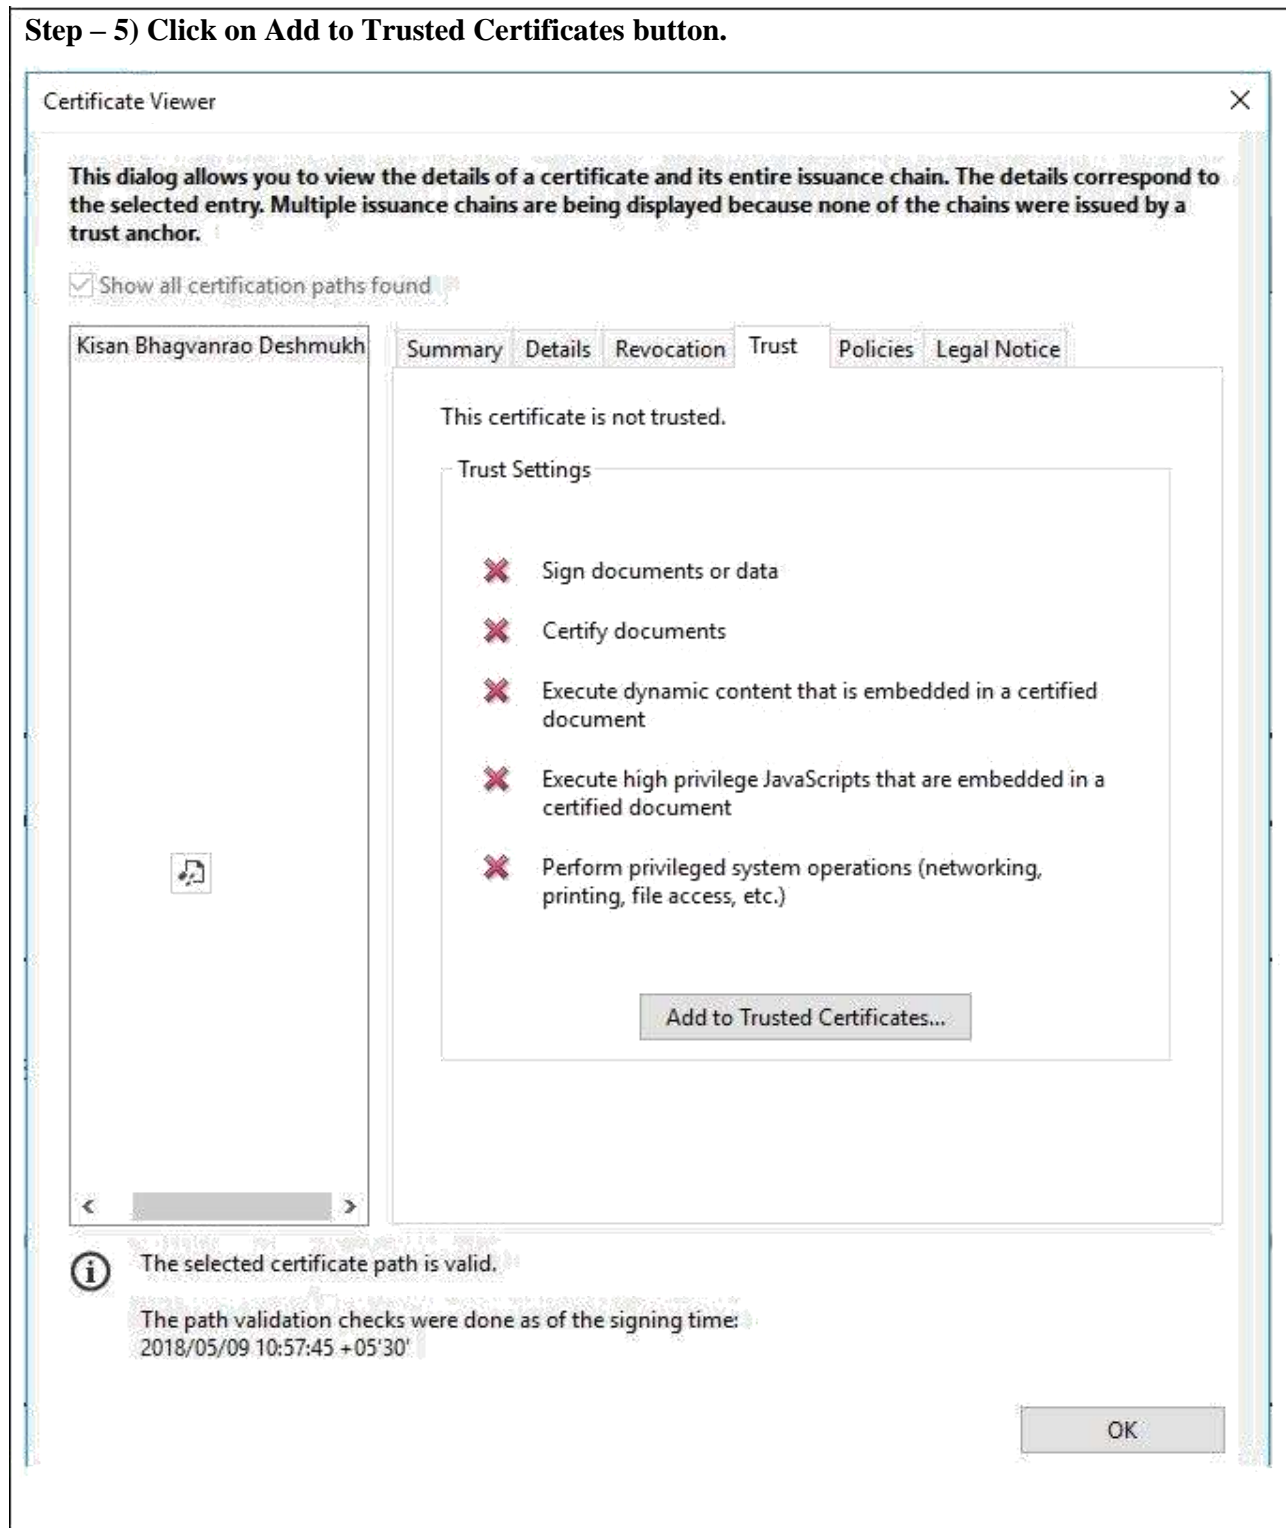 Step – 5) Click on Add to Trusted Certificates button.
Certificate Viewer
This dialog allows you to view the details of a certificate and its entire issuance chain. The details correspond to
the selected entry. Multiple issuance chains are being displayed because none of the chains were issued by a
trust anchor.
Show all certification paths found
Kisan Bhagvanrao Deshmukh
Summary Details Revocation Trust Policies Legal Notice
This certificate is not trusted.
Trust Settings
Sign documents or data
Certify documents
Execute dynamic content that is embedded in a certified
document
Execute high privilege JavaScripts that are embedded in a
certified document
Perform privileged system operations (networking,
printing, file access, etc.)
Add to Trusted Certificates...
The selected certificate path is valid.
The path validation checks were done as of the signing time:
2018/05/09 10:57:45 +05'30'
OK